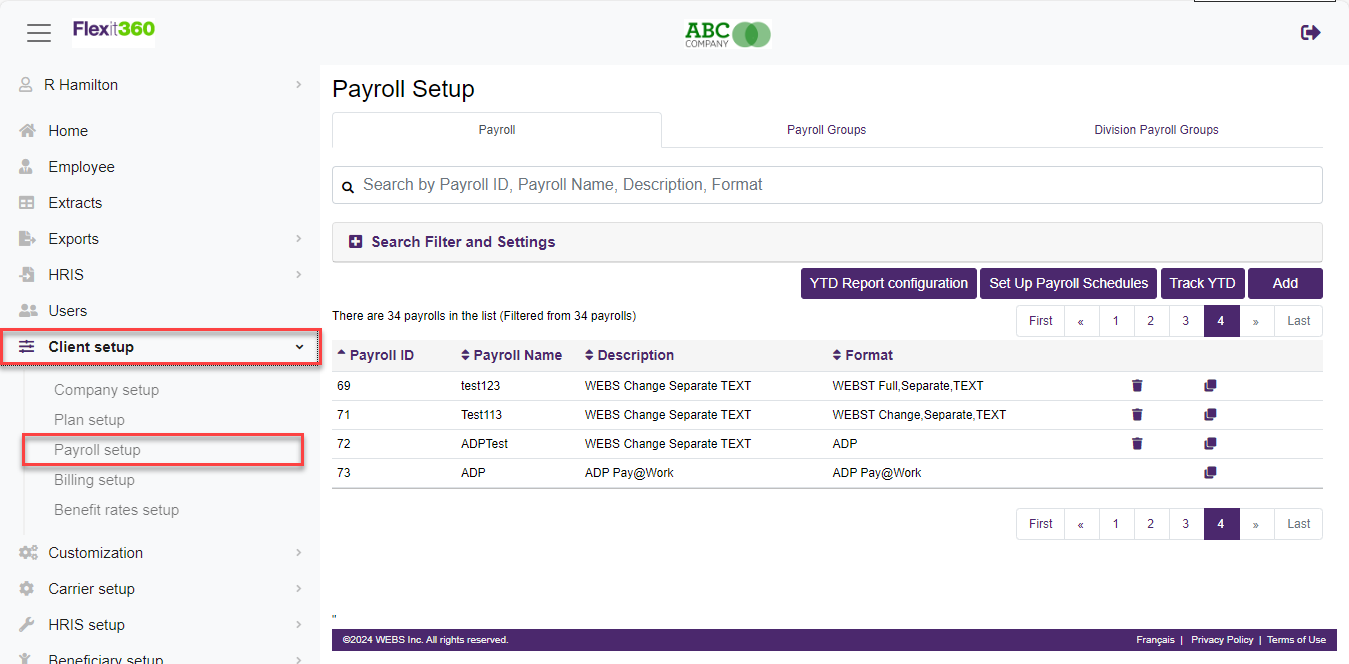 Flexit360
ABC
COMPANY
R Hamilton
Home
Employee
Extracts
Exports
HRIS
Users
Client setup
Company setup
Plan setup
Payroll setup
Billing setup
Benefit rates setup
Customization
Carrier setup
HRIS setup
Beneficiary setup
Payroll Setup
Payroll Payroll Groups Division Payroll Groups
Search by Payroll ID, Payroll Name, Description, Format
Search Filter and Settings
YTD Report configuration Set Up Payroll Schedules Track YTD Add
There are 34 payrolls in the list (Filtered from 34 payrolls)
First « 1 2 3 4 » Last
Payroll ID Payroll Name Description Format
69 test123 WEBS Change Separate TEXT WEBST Full,Separate,TEXT
71 Test113 WEBS Change Separate TEXT WEBST Change,Separate,TEXT
72 ADPTest WEBS Change Separate TEXT ADP
73 ADP ADP Pay@Work ADP Pay@Work
First « 1 2 3 4 » Last
"
©2024 WEBS Inc. All rights reserved. Français | Privacy Policy | Terms of Use